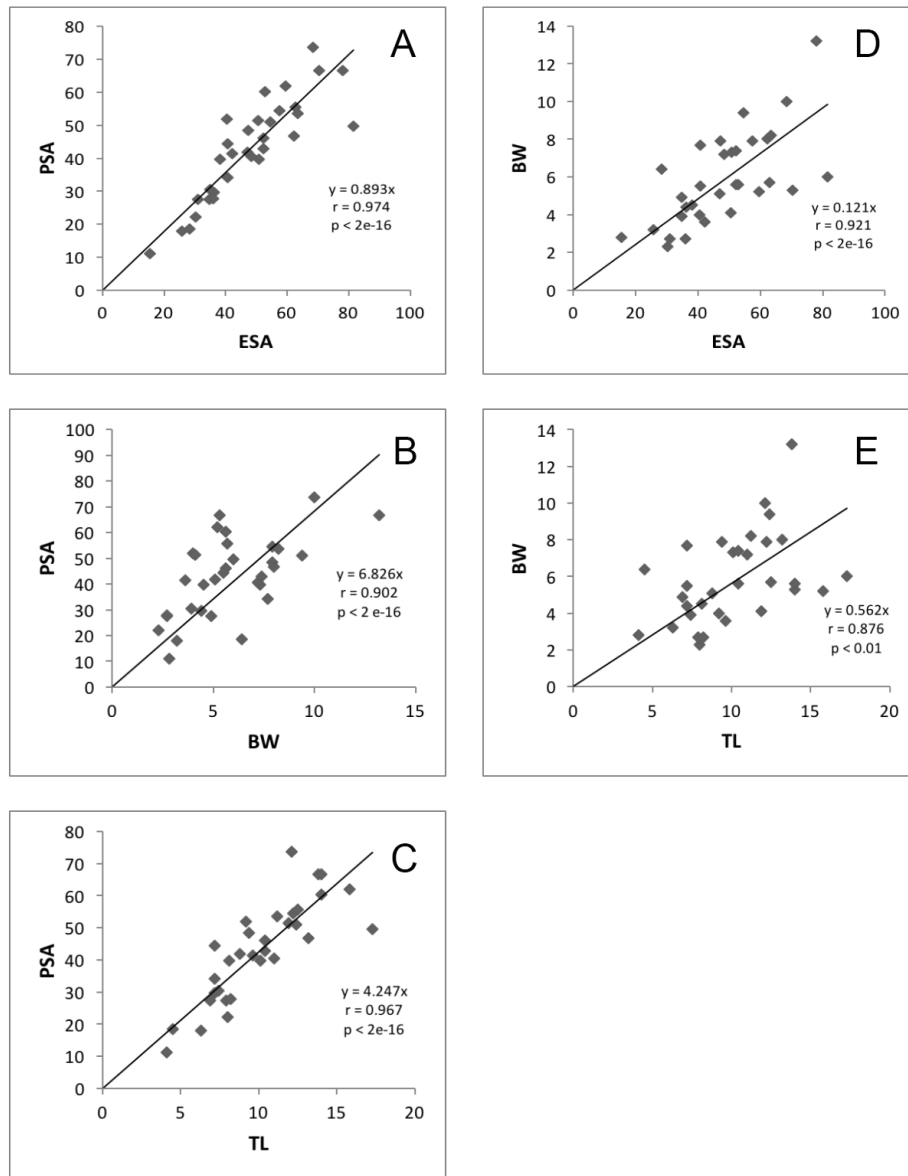 A
PSA
80
70
60
50
40
30
20
10
0
y = 0.893x
r = 0.974
p < 2e-16
0 20 40 60 80 100
ESA
B
PSA
100
90
80
70
60
50
40
30
20
10
0
y = 6.826x
r = 0.902
p < 2 e-16
0 5 10 15
BW
C
PSA
80
70
60
50
40
30
20
10
0
y = 4.247x
r = 0.967
p < 2e-16
0 5 10 15 20
TL
D
BW
14
12
10
8
6
4
2
0
y = 0.121x
r = 0.921
p < 2e-16
0 20 40 60 80 100
ESA
E
BW
14
12
10
8
6
4
2
0
y = 0.562x
r = 0.876
p < 0.01
0 5 10 15 20
TL